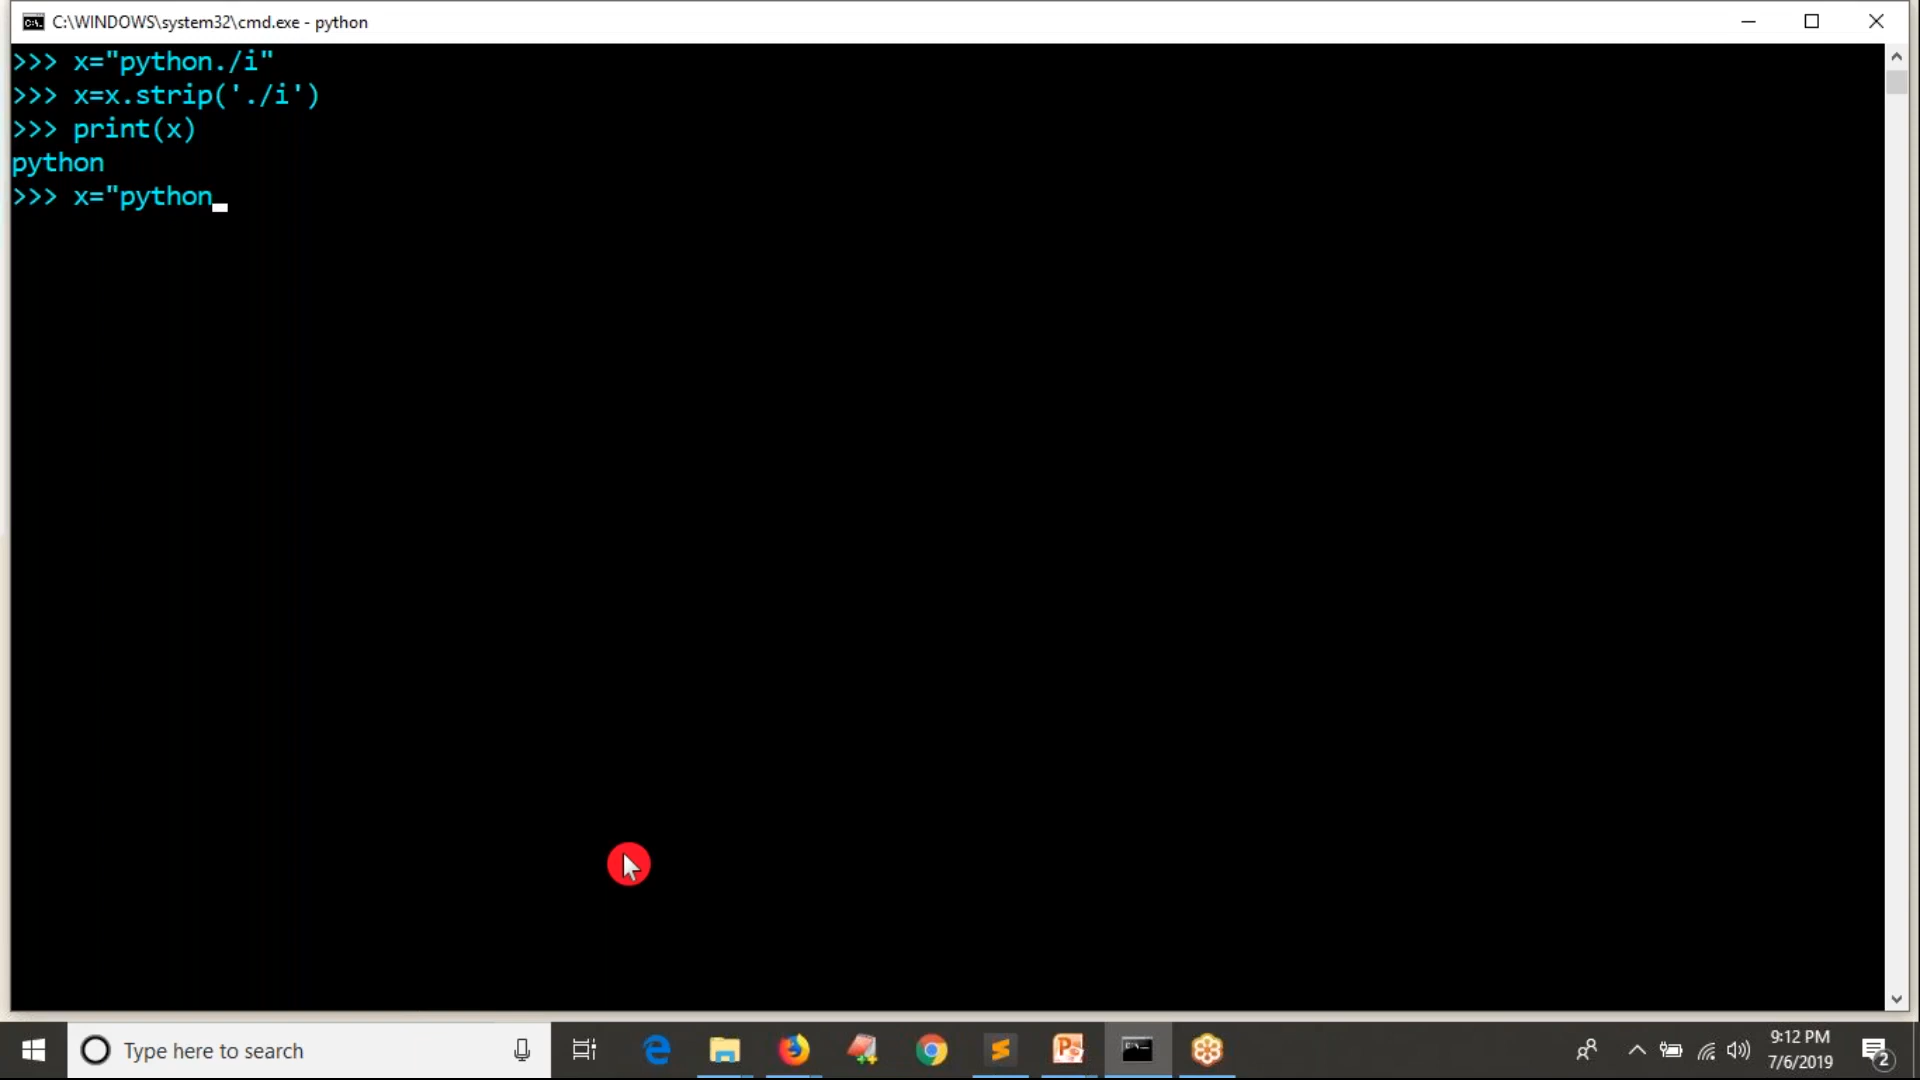 C:\WINDOWS\system32\cmd.exe - python
>>> x="python./i"
>>> x=x.strip('./i')
>>> print(x)
python
>>> x="python
Type here to search
9:12 PM
7/6/2019
2